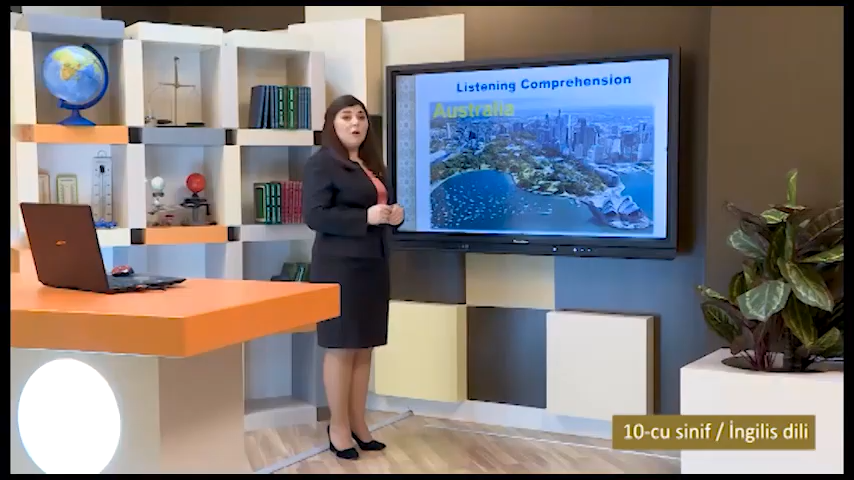 Listening Comprehension
Australia
10-cu sinif / İngilis dili